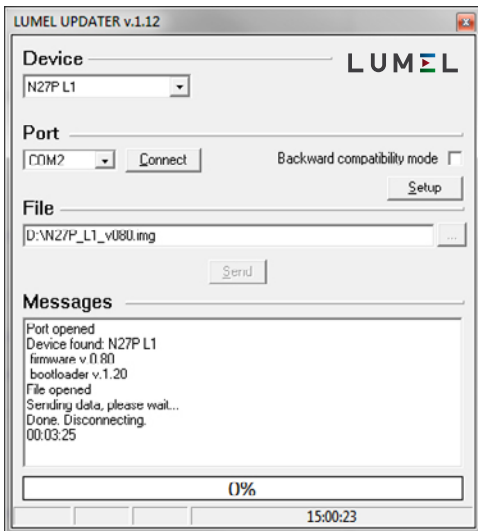 LUMEL UPDATER v.1.12
Device
LUMEL
N27P L1
Port
COM2
Connect
Backward compatibility mode
Setup
File
D:\N27P_L1_v080.img
...
Send
Messages
Port opened
Device found: N27P L1
firmware v 0.80
bootloader v.1.20
File opened
Sending data, please wait...
Done. Disconnecting.
00:03:25
0%
15:00:23